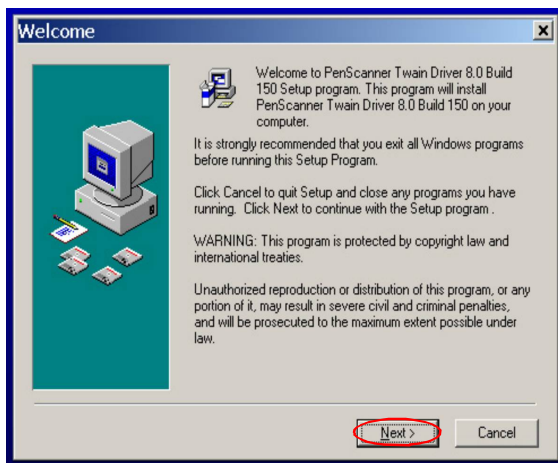 Welcome
Welcome to PenScanner Twain Driver 8.0 Build
150 Setup program. This program will install
PenScanner Twain Driver 8.0 Build 150 on your
computer.
It is strongly recommended that you exit all Windows programs
before running this Setup Program.
Click Cancel to quit Setup and close any programs you have
running. Click Next to continue with the Setup program .
WARNING: This program is protected by copyright law and
international treaties.
Unauthorized reproduction or distribution of this program, or any
portion of it, may result in severe civil and criminal penalties,
and will be prosecuted to the maximum extent possible under
law.
Next >
Cancel